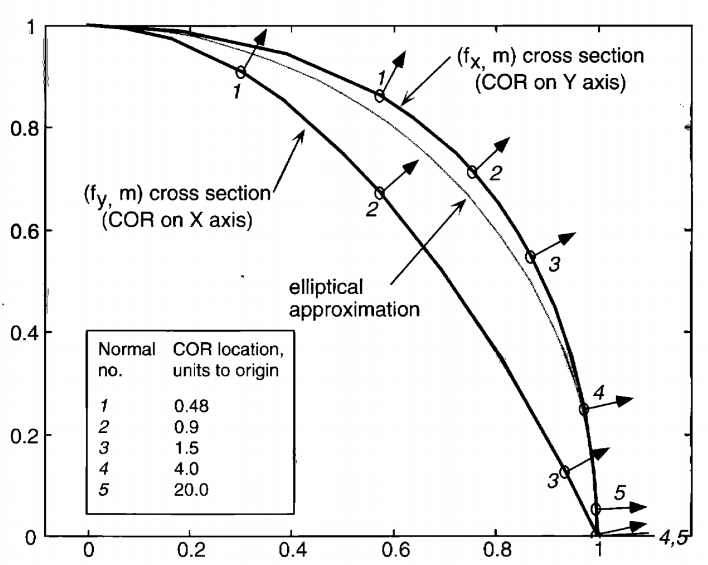 1
0.8
0.6
0.4
0.2
0
0 0.2 0.4 0.6 0.8 1
(fx, m) cross section
(COR on Y axis)
1
2
3
4
5
(fy, m) cross section
(COR on X axis)
1
2
3
4,5
elliptical
approximation
Normal no. COR location, units to origin
1 0.48
2 0.9
3 1.5
4 4.0
5 20.0